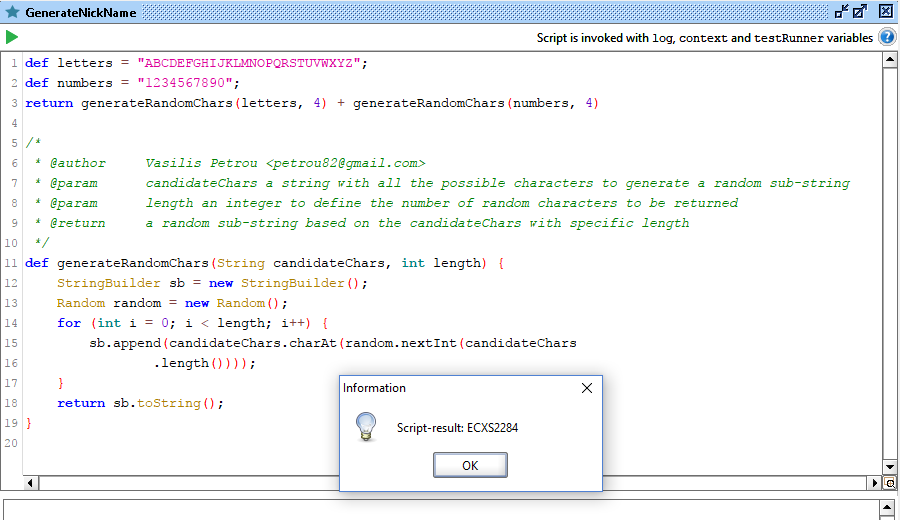 GenerateNickName
Script is invoked with log, context and testRunner variables
1 def letters = "ABCDEFGHIJKLMNOPQRSTUVWXYZ";
2 def numbers = "1234567890";
3 return generateRandomChars(letters, 4) + generateRandomChars(numbers, 4)
4
5 /*
6  * @author     Vasilis Petrou <petrou82@gmail.com>
7  * @param      candidateChars a string with all the possible characters to generate a random sub-string
8  * @param      length an integer to define the number of random characters to be returned
9  * @return     a random sub-string based on the candidateChars with specific length
10  */
11 def generateRandomChars(String candidateChars, int length) {
12     StringBuilder sb = new StringBuilder();
13     Random random = new Random();
14     for (int i = 0; i < length; i++) {
15         sb.append(candidateChars.charAt(random.nextInt(candidateChars
16                 .length())));
17     }
18     return sb.toString();
19 }
20
Information
Script-result: ECXS2284
OK